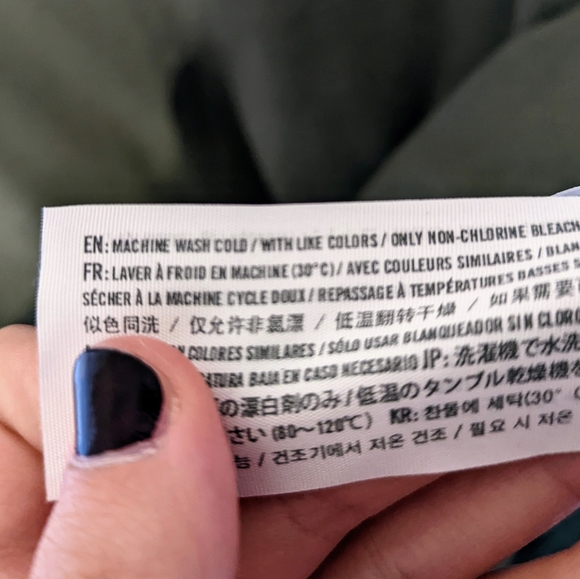 EN: MACHINE WASH COLD / WITH LIKE COLORS / ONLY NON-CHLORINE BLEACH
FR: LAVER À FROID EN MACHINE (30°C) / AVEC COULEURS SIMILAIRES / BLAN
SÉCHER À LA MACHINE CYCLE DOUX / REPASSAGE À TEMPÉRATURES BASSES S
似色同洗 / 仅允许非氯漂 / 低温翻转干燥 / 如果需要
COLORES SIMILARES / SÓLO USAR BLANQUEADOR SIN CLOR
BAJA EN CASO NECESARIO JP: 洗濯機で水洗
の漂白剤のみ / 低温のタンブル乾燥機を
さい (80~120℃) KR: 찬물에 세탁(30°
능 / 건조기에서 저온 건조 / 필요 시 저온